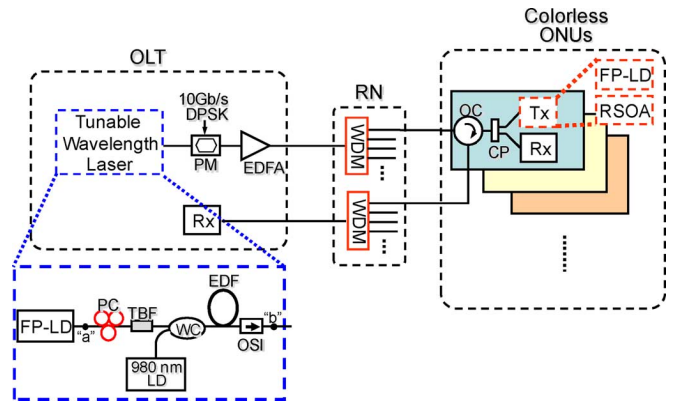 Colorless
ONUs
OLT
RN
FP-LD
RSOA
10Gb/s
DPSK
Tunable
Wavelength
Laser
PM
EDFA
WDM
OC
CP
Tx
Rx
Rx
WDM
EDF
PC
TBF
FP-LD
"a"
WC
OSI
"b"
980 nm
LD